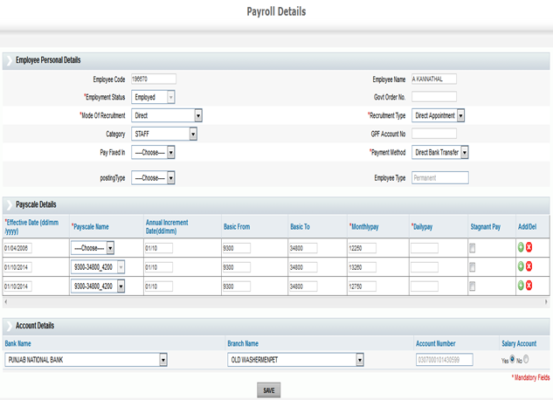 Payroll Details
Employee Personal Details
Employee Code 196670 Employee Name A KANNATHAL
*Employment Status Employed Govt Order No.
*Mode Of Recruitment Direct *Recruitment Type Direct Appointment
Category STAFF GPF Account No
Pay Fixed in ----Choose---- *Payment Method Direct Bank Transfer
postingType ----Choose---- Employee Type Permanent
Payscale Details
*Effective Date (dd/mm/yyyy) *Payscale Name Annual Increment Date(dd/mm) Basic From Basic To *Monthlypay *Dailypay Stagnant Pay Add/Del
01/04/2006 ----Choose---- 01/10 9300 34800 12250
01/10/2014 9300-34800_4200 01/10 9300 34800 13260
01/10/2014 9300-34800_4200 01/10 9300 34800 12750
Account Details
Bank Name Branch Name Account Number Salary Account
PUNJAB NATIONAL BANK OLD WASHERMENPET Yes No
* Mandatory Fields
SAVE